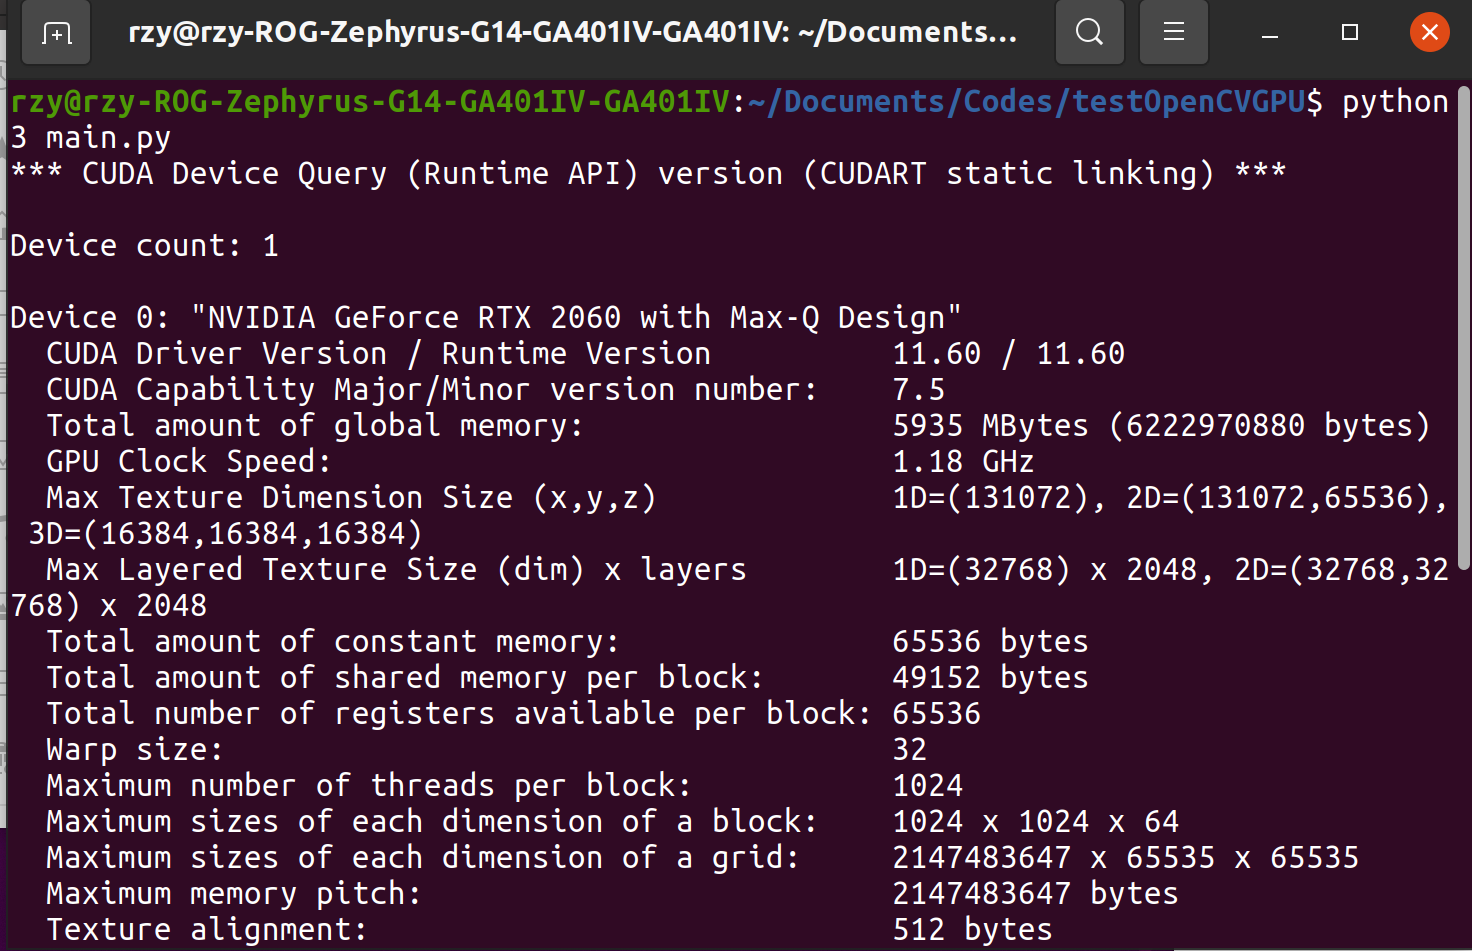 rzy@rzy-ROG-Zephyrus-G14-GA401IV-GA401IV: ~/Documents...
rzy@rzy-ROG-Zephyrus-G14-GA401IV-GA401IV:~/Documents/Codes/testOpenCVGPU$ python
3 main.py
*** CUDA Device Query (Runtime API) version (CUDART static linking) ***
Device count: 1
Device 0: "NVIDIA GeForce RTX 2060 with Max-Q Design"
CUDA Driver Version / Runtime Version 11.60 / 11.60
CUDA Capability Major/Minor version number: 7.5
Total amount of global memory: 5935 MBytes (6222970880 bytes)
GPU Clock Speed: 1.18 GHz
Max Texture Dimension Size (x,y,z) 1D=(131072), 2D=(131072,65536),
3D=(16384,16384,16384)
Max Layered Texture Size (dim) x layers 1D=(32768) x 2048, 2D=(32768,32
768) x 2048
Total amount of constant memory: 65536 bytes
Total amount of shared memory per block: 49152 bytes
Total number of registers available per block: 65536
Warp size: 32
Maximum number of threads per block: 1024
Maximum sizes of each dimension of a block: 1024 x 1024 x 64
Maximum sizes of each dimension of a grid: 2147483647 x 65535 x 65535
Maximum memory pitch: 2147483647 bytes
Texture alignment: 512 bytes